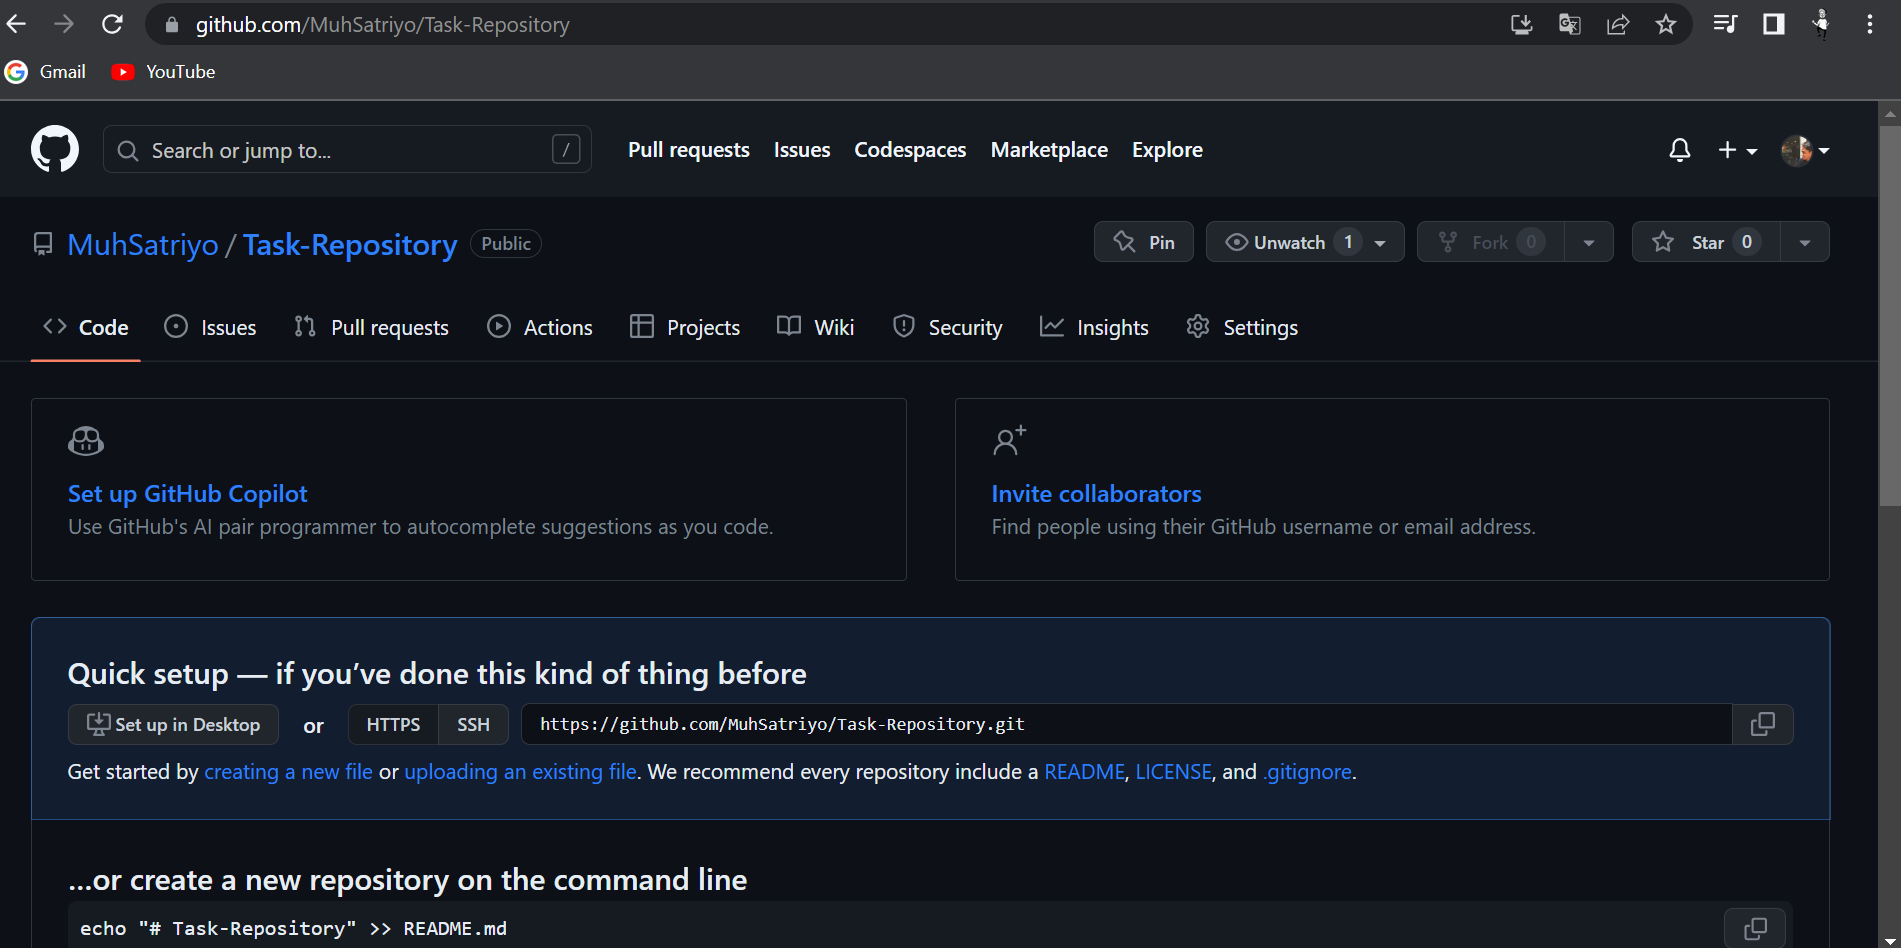 github.com/MuhSatriyo/Task-Repository
Gmail YouTube
Search or jump to... / Pull requests Issues Codespaces Marketplace Explore
MuhSatriyo / Task-Repository Public Pin Unwatch 1 Fork 0 Star 0
Code Issues Pull requests Actions Projects Wiki Security Insights Settings
Set up GitHub Copilot
Use GitHub's AI pair programmer to autocomplete suggestions as you code.
Invite collaborators
Find people using their GitHub username or email address.
Quick setup — if you’ve done this kind of thing before
Set up in Desktop or HTTPS SSH https://github.com/MuhSatriyo/Task-Repository.git
Get started by creating a new file or uploading an existing file. We recommend every repository include a README, LICENSE, and .gitignore.
…or create a new repository on the command line
echo "# Task-Repository" >> README.md